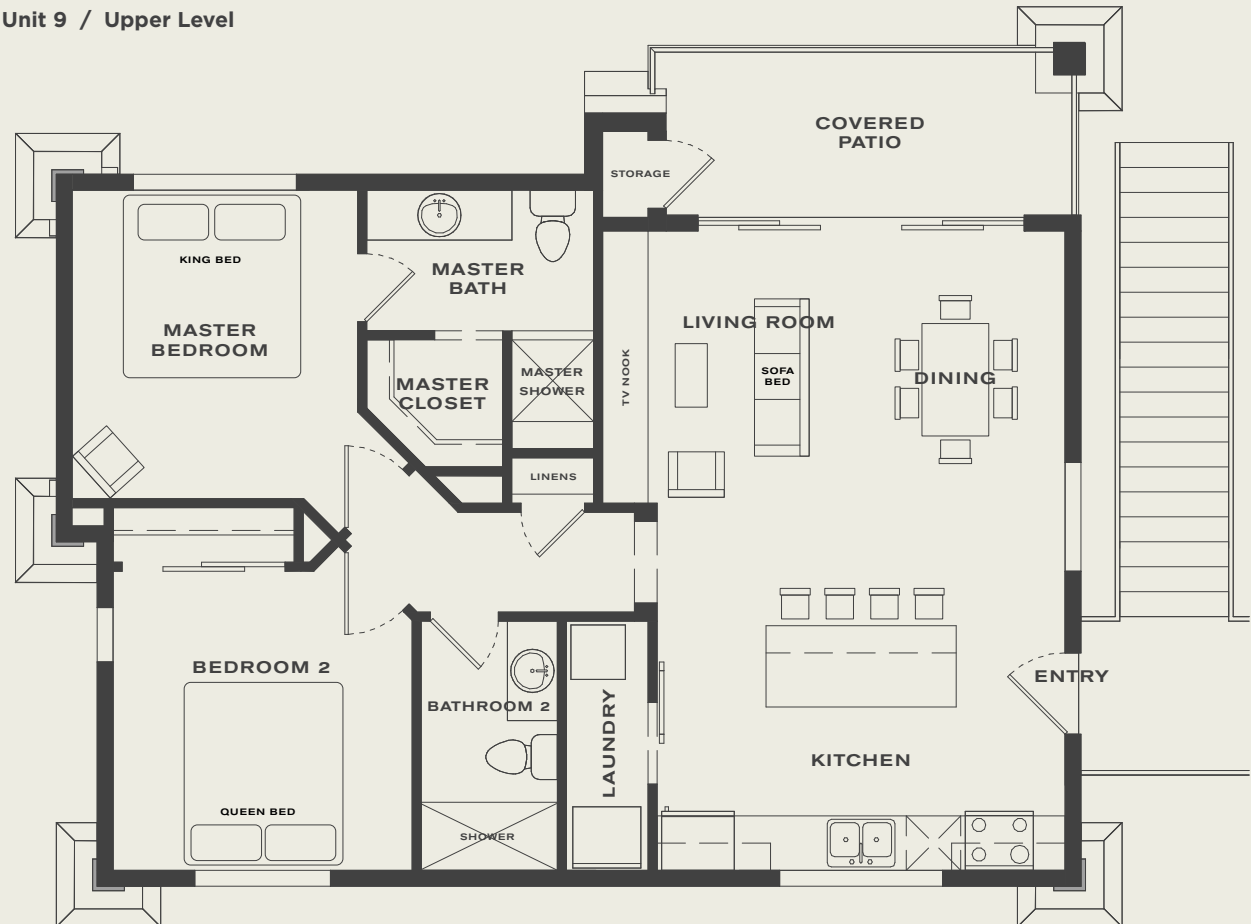 Unit 9 / Upper Level
COVERED
PATIO
STORAGE
KING BED
MASTER
BATH
MASTER
BEDROOM
LIVING ROOM
MASTER
CLOSET
MASTER
SHOWER
TV NOOK
SOFA
BED
DINING
LINENS
BEDROOM 2
ENTRY
BATHROOM 2
LAUNDRY
KITCHEN
QUEEN BED
SHOWER